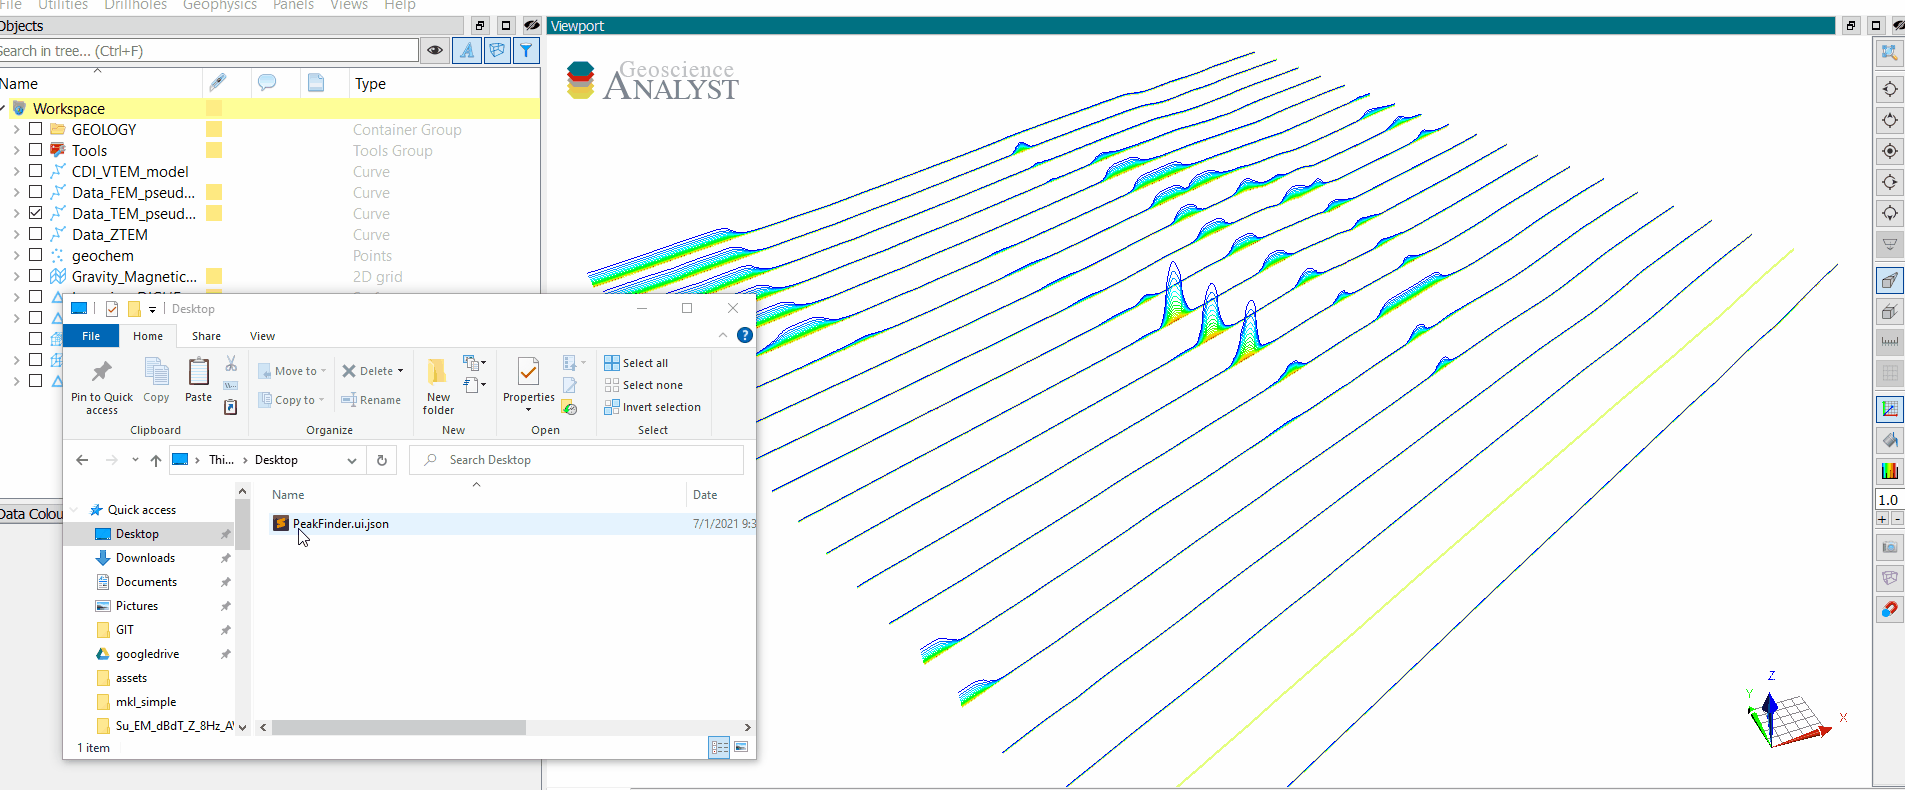 File Utilities Drillholes Geophysics Panels Views Help
Objects
Search in tree... (Ctrl+F)
Name Type
Workspace
GEOLOGY Container Group
Tools Tools Group
CDI_VTEM_model Curve
Data_FEM_pseud... Curve
Data_TEM_pseud... Curve
Data_ZTEM Curve
geochem Points
Gravity_Magnetic... 2D grid
Data Colou
Viewport
Geoscience
ANALYST
1.0
+ -
Z
Y
X
Desktop
File Home Share View
Pin to Quick access
Copy
Paste
Clipboard
Move to
Copy to
Delete
Rename
Organize
New folder
New
Properties
Open
Select all
Select none
Invert selection
Select
Thi... > Desktop
Search Desktop
Name Date
PeakFinder.ui.json 7/1/2021 9:3
Quick access
Desktop
Downloads
Documents
Pictures
GIT
googledrive
assets
mkl_simple
Su_EM_dBdT_Z_8Hz_A
1 item